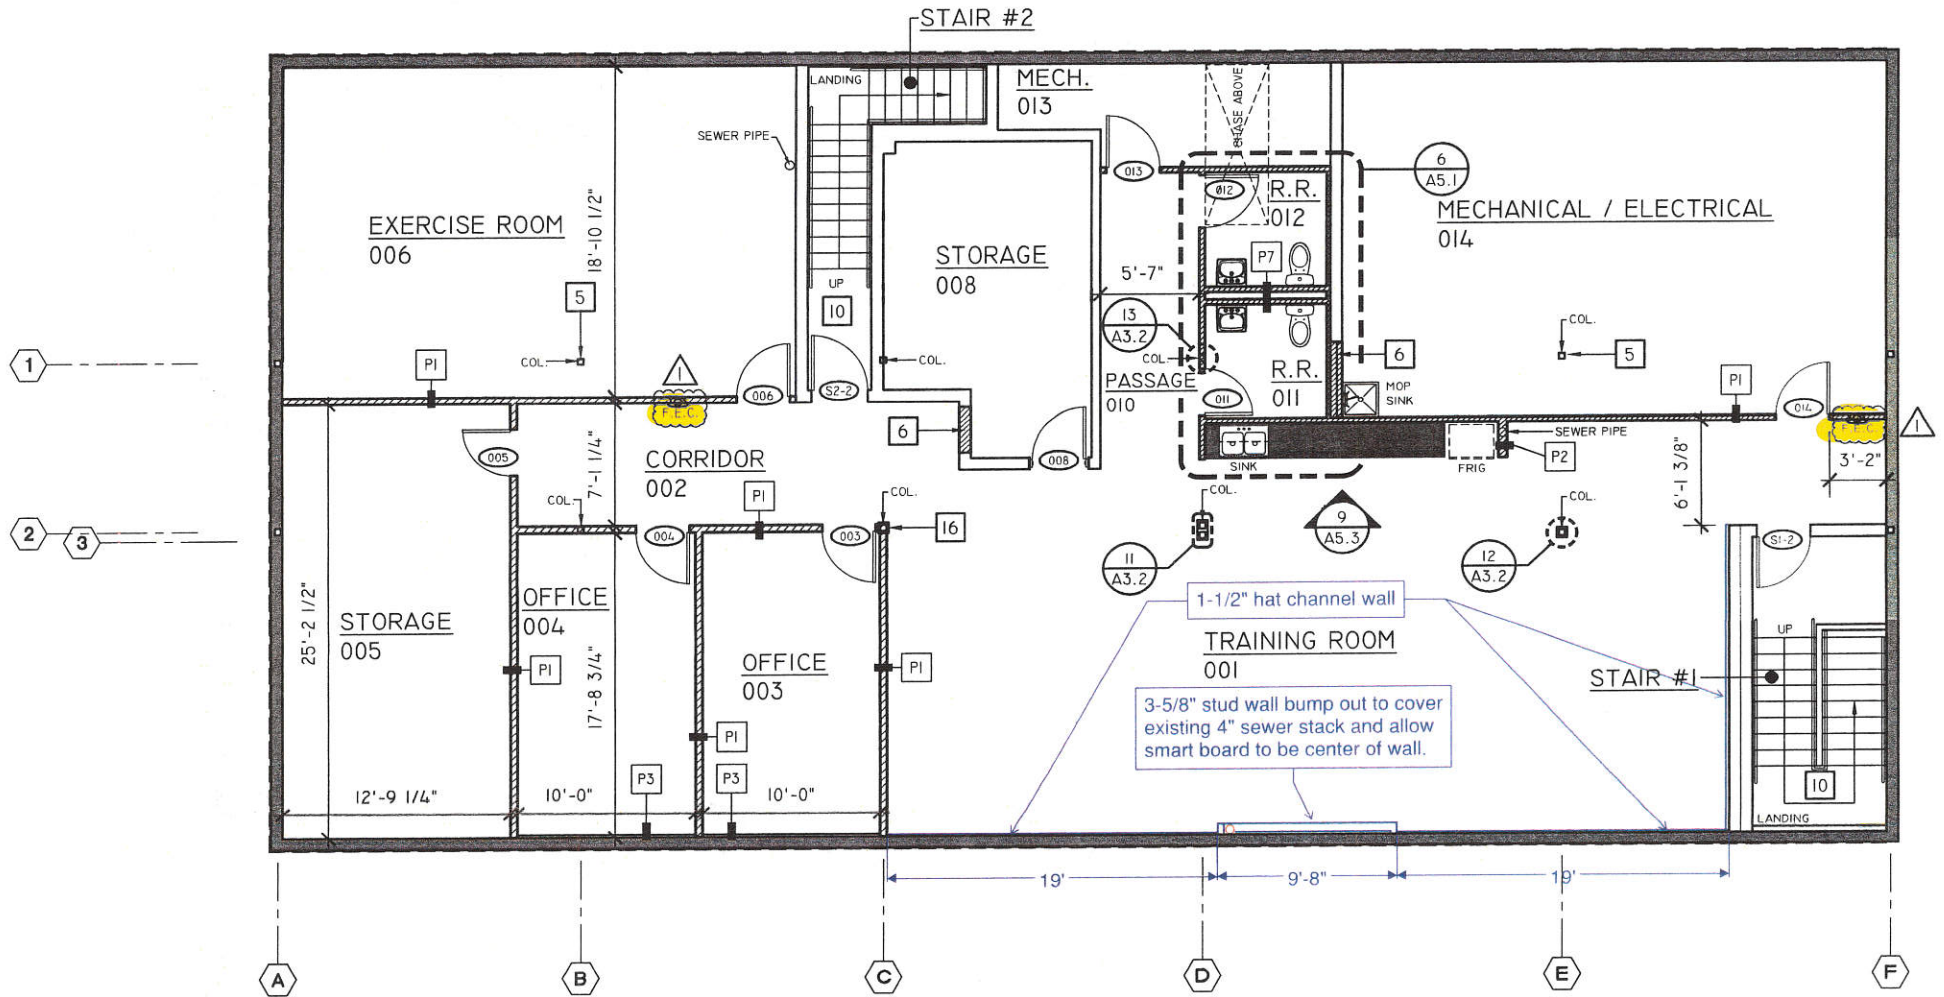 STAIR #2
LANDING
MECH.
013
CHASE ABOVE
SEWER PIPE
013
6
A5.1
012
R.R.
012
MECHANICAL / ELECTRICAL
014
EXERCISE ROOM
006
18'-10 1/2"
STORAGE
008
P7
5'-7"
UP
10
5
13
A3.2
COL.
5
1
COL.
COL.
COL.
6
P1
1
R.R.
011
PASSAGE
010
MOP
SINK
P1
006
S2-2
011
014
F.E.C.
F.E.C.
1
6
SEWER PIPE
005
CORRIDOR
002
7'-1 1/4"
008
SINK
FRIG
P2
6'-1 3/8"
3'-2"
COL.
P1
COL.
COL.
COL.
2
3
004
003
16
9
A5.3
S1-2
11
A3.2
12
A3.2
25'-2 1/2"
OFFICE
004
1-1/2" hat channel wall
STORAGE
005
TRAINING ROOM
001
UP
17'-8 3/4"
P1
OFFICE
003
P1
STAIR #1
3-5/8" stud wall bump out to cover
existing 4" sewer stack and allow
smart board to be center of wall.
P1
P3
P3
10
12'-9 1/4"
10'-0"
10'-0"
LANDING
19'
9'-8"
19'
A
B
C
D
E
F